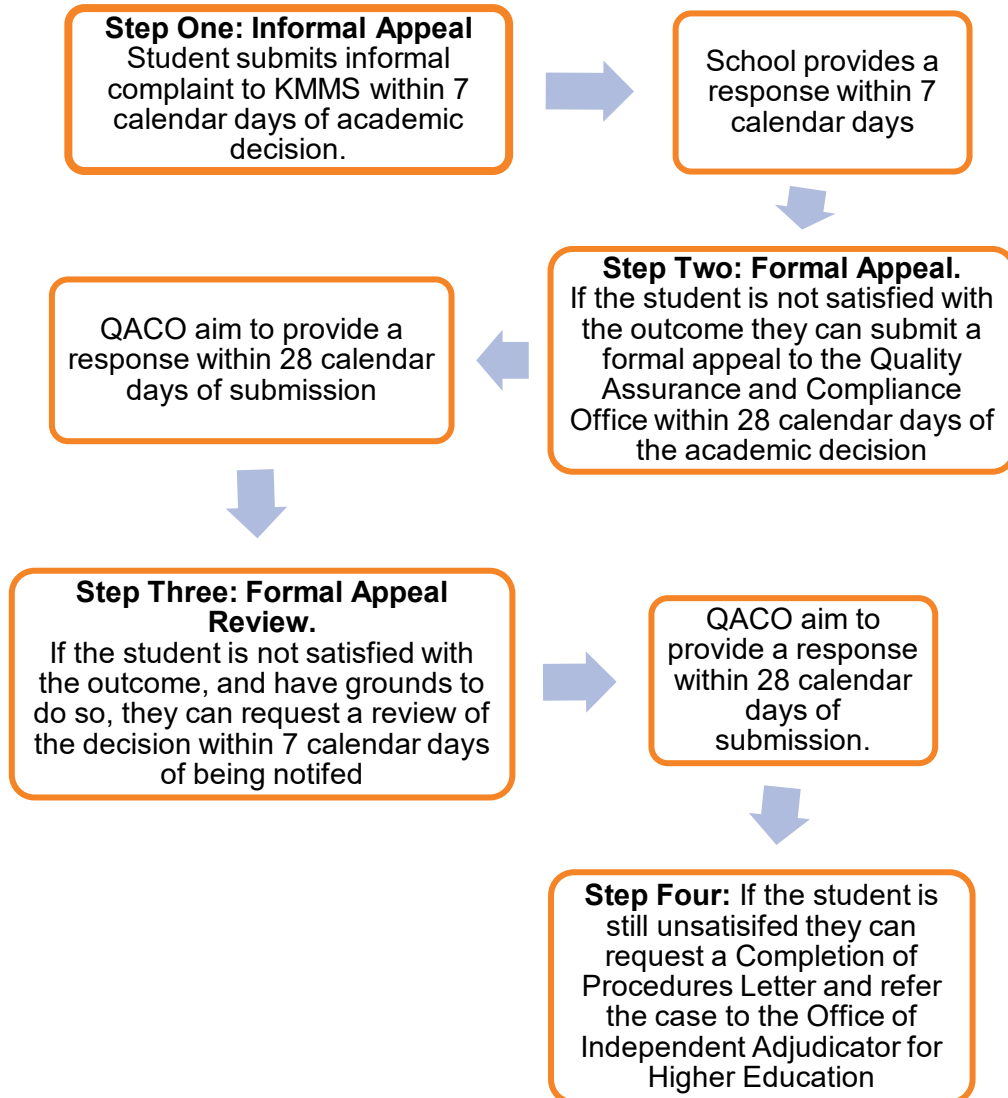 Step One: Informal Appeal
Student submits informal
complaint to KMMS within 7
calendar days of academic
decision.
School provides a
response within 7
calendar days
Step Two: Formal Appeal.
If the student is not satisfied with
the outcome they can submit a
formal appeal to the Quality
Assurance and Compliance
Office within 28 calendar days of
the academic decision
QACO aim to provide a
response within 28 calendar
days of submission
Step Three: Formal Appeal
Review.
If the student is not satisfied with
the outcome, and have grounds to
do so, they can request a review of
the decision within 7 calendar days
of being notifed
QACO aim to
provide a response
within 28 calendar
days of
submission.
Step Four: If the student is
still unsatisifed they can
request a Completion of
Procedures Letter and refer
the case to the Office of
Independent Adjudicator for
Higher Education